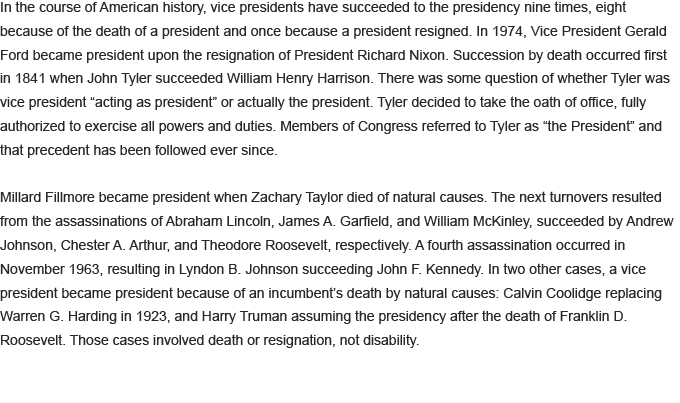 In the course of American history, vice presidents have succeeded to the presidency nine times, eight
because of the death of a president and once because a president resigned. In 1974, Vice President Gerald
Ford became president upon the resignation of President Richard Nixon. Succession by death occurred first
in 1841 when John Tyler succeeded William Henry Harrison. There was some question of whether Tyler was
vice president “acting as president” or actually the president. Tyler decided to take the oath of office, fully
authorized to exercise all powers and duties. Members of Congress referred to Tyler as “the President” and
that precedent has been followed ever since.
Millard Fillmore became president when Zachary Taylor died of natural causes. The next turnovers resulted
from the assassinations of Abraham Lincoln, James A. Garfield, and William McKinley, succeeded by Andrew
Johnson, Chester A. Arthur, and Theodore Roosevelt, respectively. A fourth assassination occurred in
November 1963, resulting in Lyndon B. Johnson succeeding John F. Kennedy. In two other cases, a vice
president became president because of an incumbent’s death by natural causes: Calvin Coolidge replacing
Warren G. Harding in 1923, and Harry Truman assuming the presidency after the death of Franklin D.
Roosevelt. Those cases involved death or resignation, not disability.